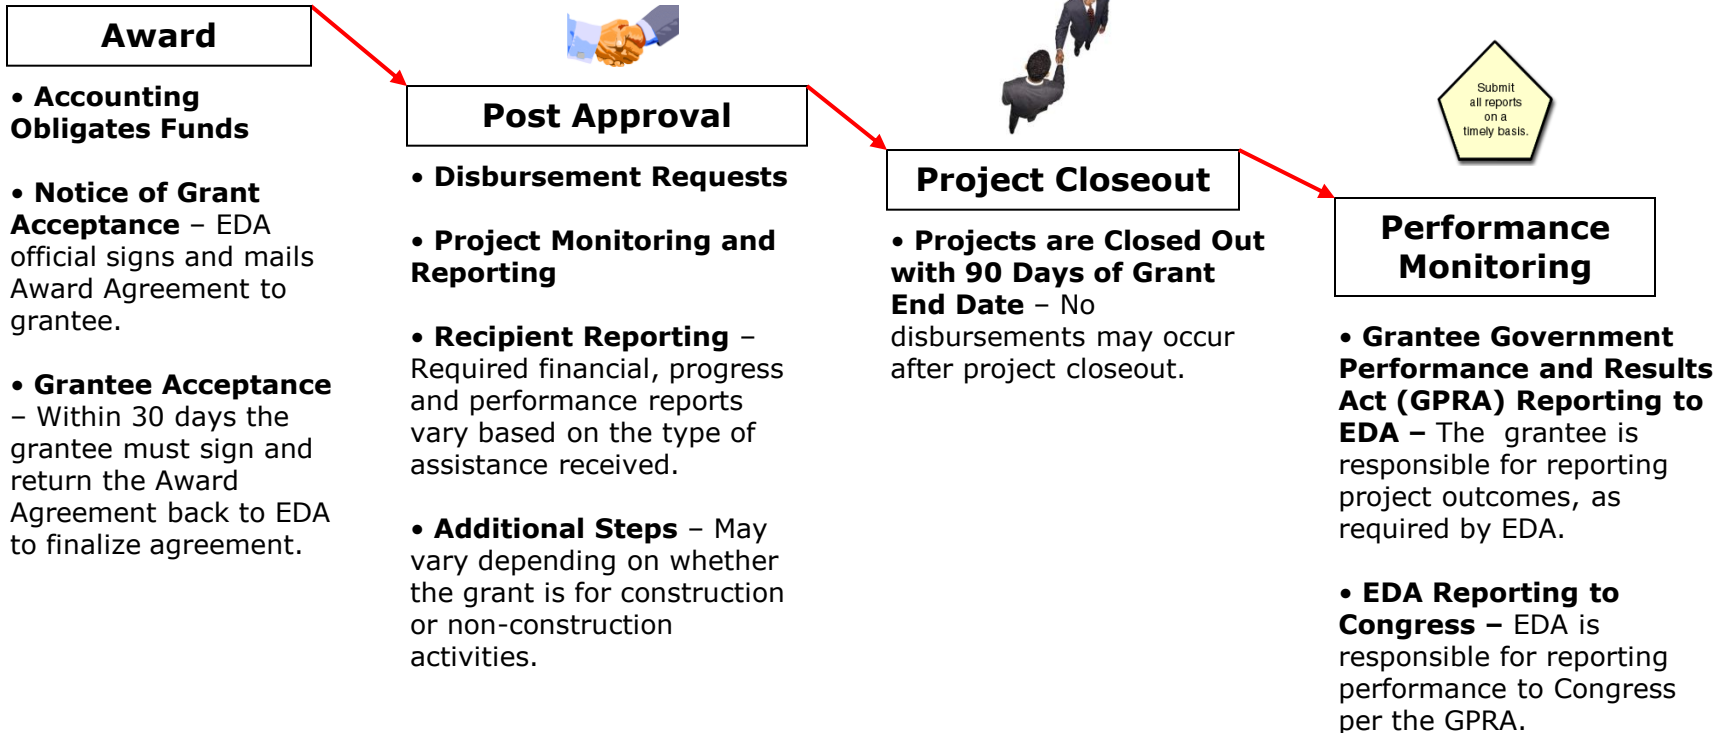 Award
• Accounting
Obligates Funds
• Notice of Grant
Acceptance – EDA
official signs and mails
Award Agreement to
grantee.
• Grantee Acceptance
– Within 30 days the
grantee must sign and
return the Award
Agreement back to EDA
to finalize agreement.
Post Approval
• Disbursement Requests
• Project Monitoring and
Reporting
• Recipient Reporting –
Required financial, progress
and performance reports
vary based on the type of
assistance received.
• Additional Steps – May
vary depending on whether
the grant is for construction
or non-construction
activities.
Project Closeout
• Projects are Closed Out
with 90 Days of Grant
End Date – No
disbursements may occur
after project closeout.
Submit
all reports
on a
timely basis.
Performance
Monitoring
• Grantee Government
Performance and Results
Act (GPRA) Reporting to
EDA – The grantee is
responsible for reporting
project outcomes, as
required by EDA.
• EDA Reporting to
Congress – EDA is
responsible for reporting
performance to Congress
per the GPRA.